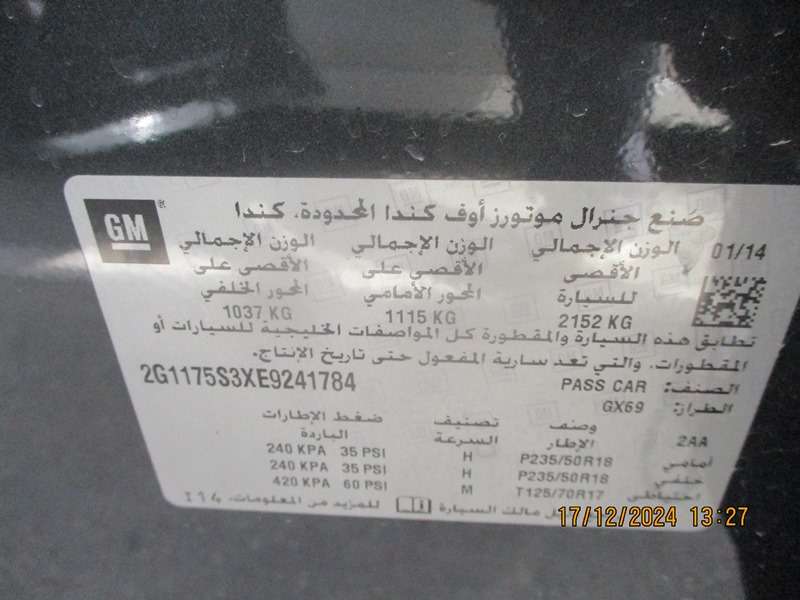 GM
صنع جنرال موتورز أوف كندا المحدودة، كندا
01/14
الوزن الإجمالي الوزن الإجمالي الوزن الإجمالي
الأقصى الأقصى على الأقصى على
للسيارة المحور الأمامي المحور الخلفي
2152 KG 1115 KG 1037 KG
تطابق هذه السيارة والمقطورة كل المواصفات الخليجية للسيارات أو
المقطورات، والتي تعد سارية المفعول حتى تاريخ الإنتاج.
2G1175S3XE9241784
الصنف: PASS CAR
الطراز: GX69
2AA وصف تصنيف ضغط الإطارات
الإطار السرعة الباردة
أمامي P235/50R18 H 240 KPA 35 PSI
خلفي P235/50R18 H 240 KPA 35 PSI
احتياطي T125/70R17 M 420 KPA 60 PSI
مالك السيارة للمزيد من المعلومات.
17/12/2024 13:27